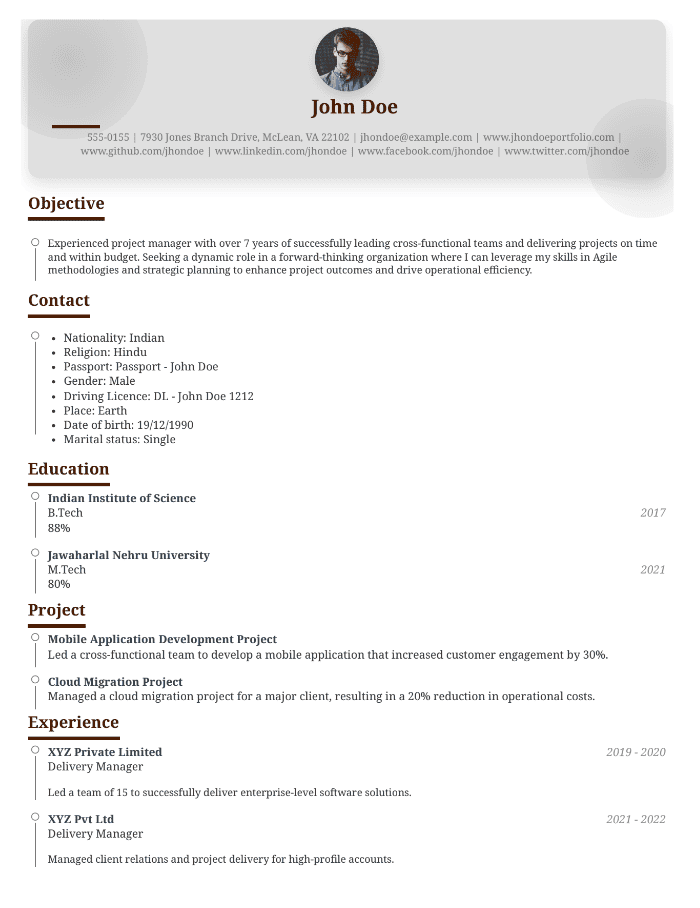 John Doe
555-0155 | 7930 Jones Branch Drive, McLean, VA 22102 | jhondoe@example.com | www.jhondoeportfolio.com |
www.github.com/jhondoe | www.linkedin.com/jhondoe | www.facebook.com/jhondoe | www.twitter.com/jhondoe
Objective
Experienced project manager with over 7 years of successfully leading cross-functional teams and delivering projects on time
and within budget. Seeking a dynamic role in a forward-thinking organization where I can leverage my skills in Agile
methodologies and strategic planning to enhance project outcomes and drive operational efficiency.
Contact
• Nationality: Indian
• Religion: Hindu
• Passport: Passport - John Doe
• Gender: Male
• Driving Licence: DL - John Doe 1212
• Place: Earth
• Date of birth: 19/12/1990
• Marital status: Single
Education
Indian Institute of Science
B.Tech 2017
88%
Jawaharlal Nehru University
M.Tech 2021
80%
Project
Mobile Application Development Project
Led a cross-functional team to develop a mobile application that increased customer engagement by 30%.
Cloud Migration Project
Managed a cloud migration project for a major client, resulting in a 20% reduction in operational costs.
Experience
XYZ Private Limited 2019 - 2020
Delivery Manager
Led a team of 15 to successfully deliver enterprise-level software solutions.
XYZ Pvt Ltd 2021 - 2022
Delivery Manager
Managed client relations and project delivery for high-profile accounts.